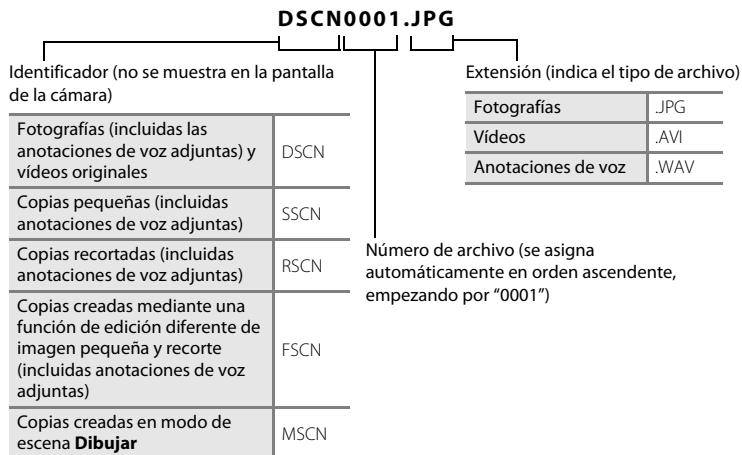 DSCN0001.JPG
Identificador (no se muestra en la pantalla
de la cámara)
Fotografías (incluidas las
anotaciones de voz adjuntas) y
vídeos originales
DSCN
Copias pequeñas (incluidas
anotaciones de voz adjuntas)
SSCN
Copias recortadas (incluidas
anotaciones de voz adjuntas)
RSCN
Copias creadas mediante una
función de edición diferente de
imagen pequeña y recorte
(incluidas anotaciones de voz
adjuntas)
FSCN
Copias creadas en modo de
escena Dibujar
MSCN
Número de archivo (se asigna
automáticamente en orden ascendente,
empezando por “0001”)
Extensión (indica el tipo de archivo)
Fotografías .JPG
Vídeos .AVI
Anotaciones de voz .WAV